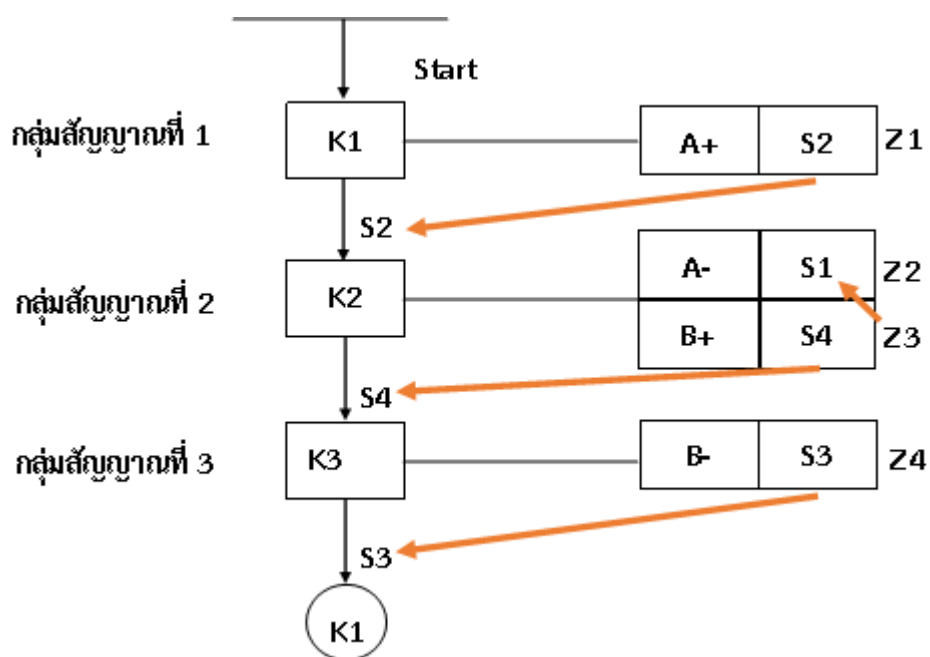 Start
กลุ่มสัญญาณที่ 1 K1 A+ S2 Z1
S2
A- S1 Z2
กลุ่มสัญญาณที่ 2 K2
B+ S4 Z3
S4
กลุ่มสัญญาณที่ 3 K3 B- S3 Z4
S3
K1